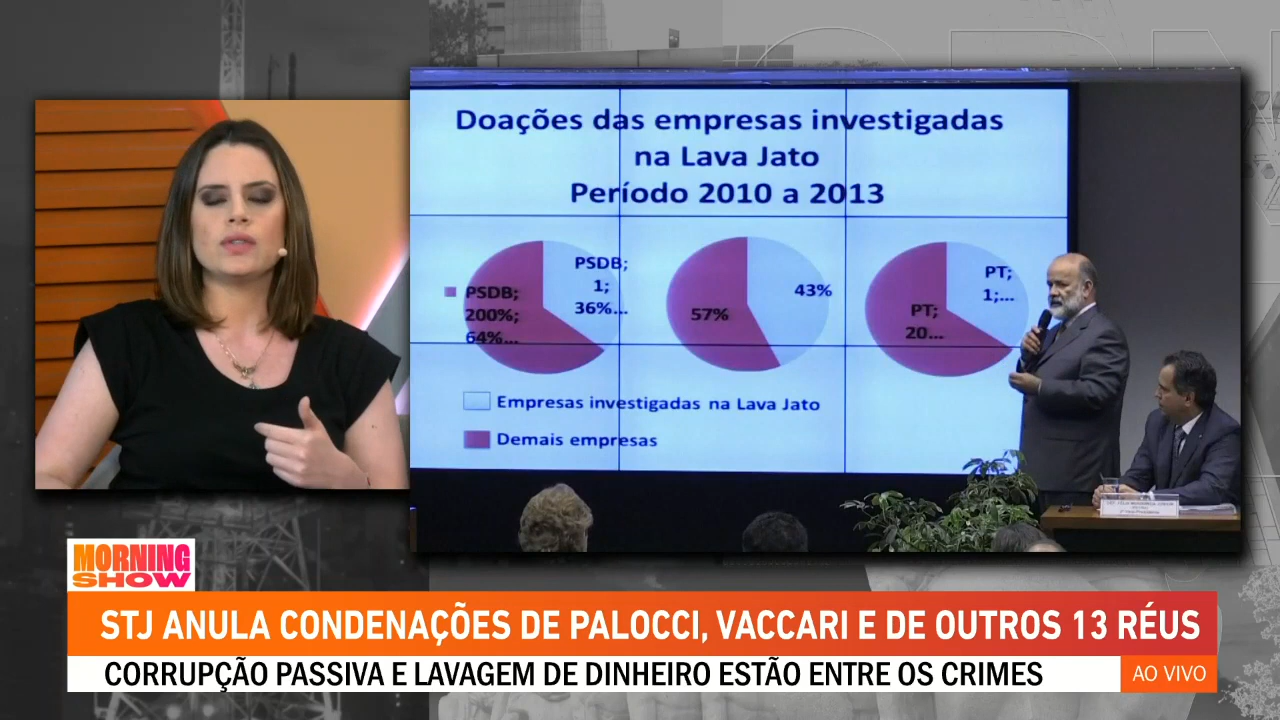 Doações das empresas investigadas
na Lava Jato
Período 2010 a 2013
PSDB;
1;
36%...
PSDB;
200%;
64%...
43%
57%
PT;
1;...
PT;
20...
Empresas investigadas na Lava Jato
Demais empresas
MORNING
SHOW
STJ ANULA CONDENAÇÕES DE PALOCCI, VACCARI E DE OUTROS 13 RÉUS
CORRUPÇÃO PASSIVA E LAVAGEM DE DINHEIRO ESTÃO ENTRE OS CRIMES
AO VIVO